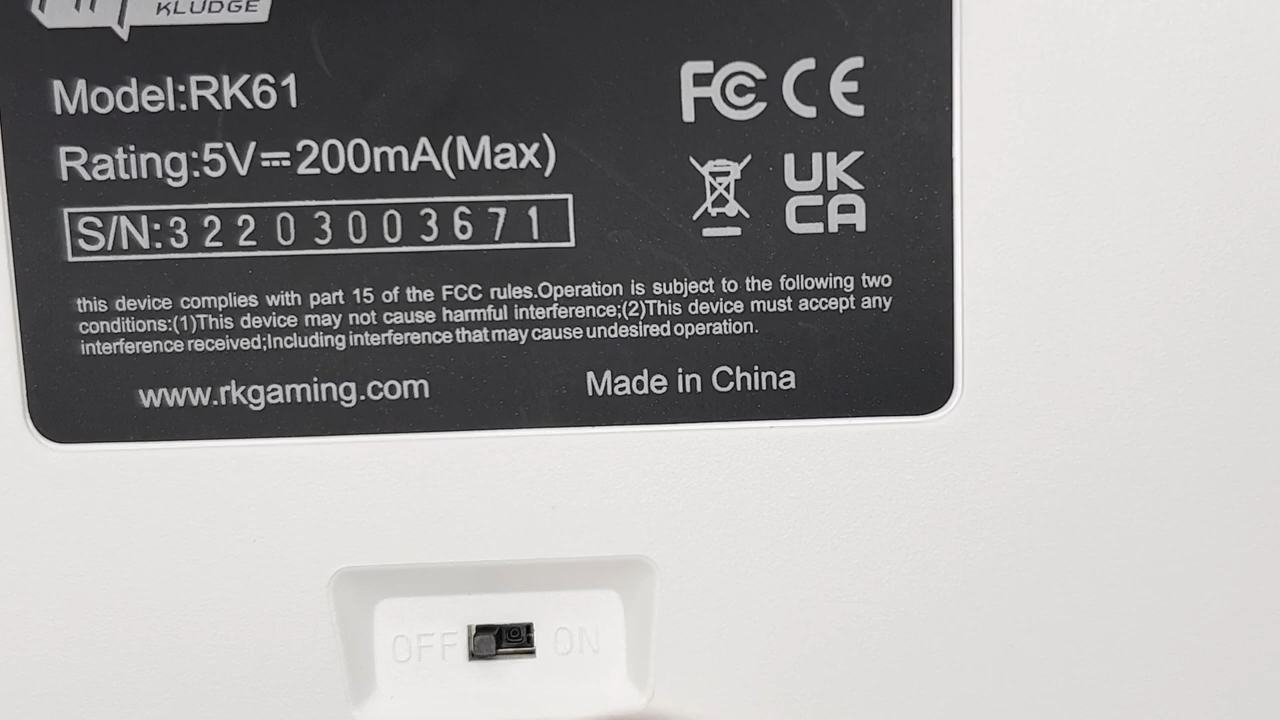 KLUDGE
Model:RK61
FC CE
Rating:5V⎓200mA(Max)
UK
CA
S/N:32203003671
this device complies with part 15 of the FCC rules.Operation is subject to the following two
conditions:(1)This device may not cause harmful interference;(2)This device must accept any
interference received;Including interference that may cause undesired operation.
www.rkgaming.com Made in China
OFF ON